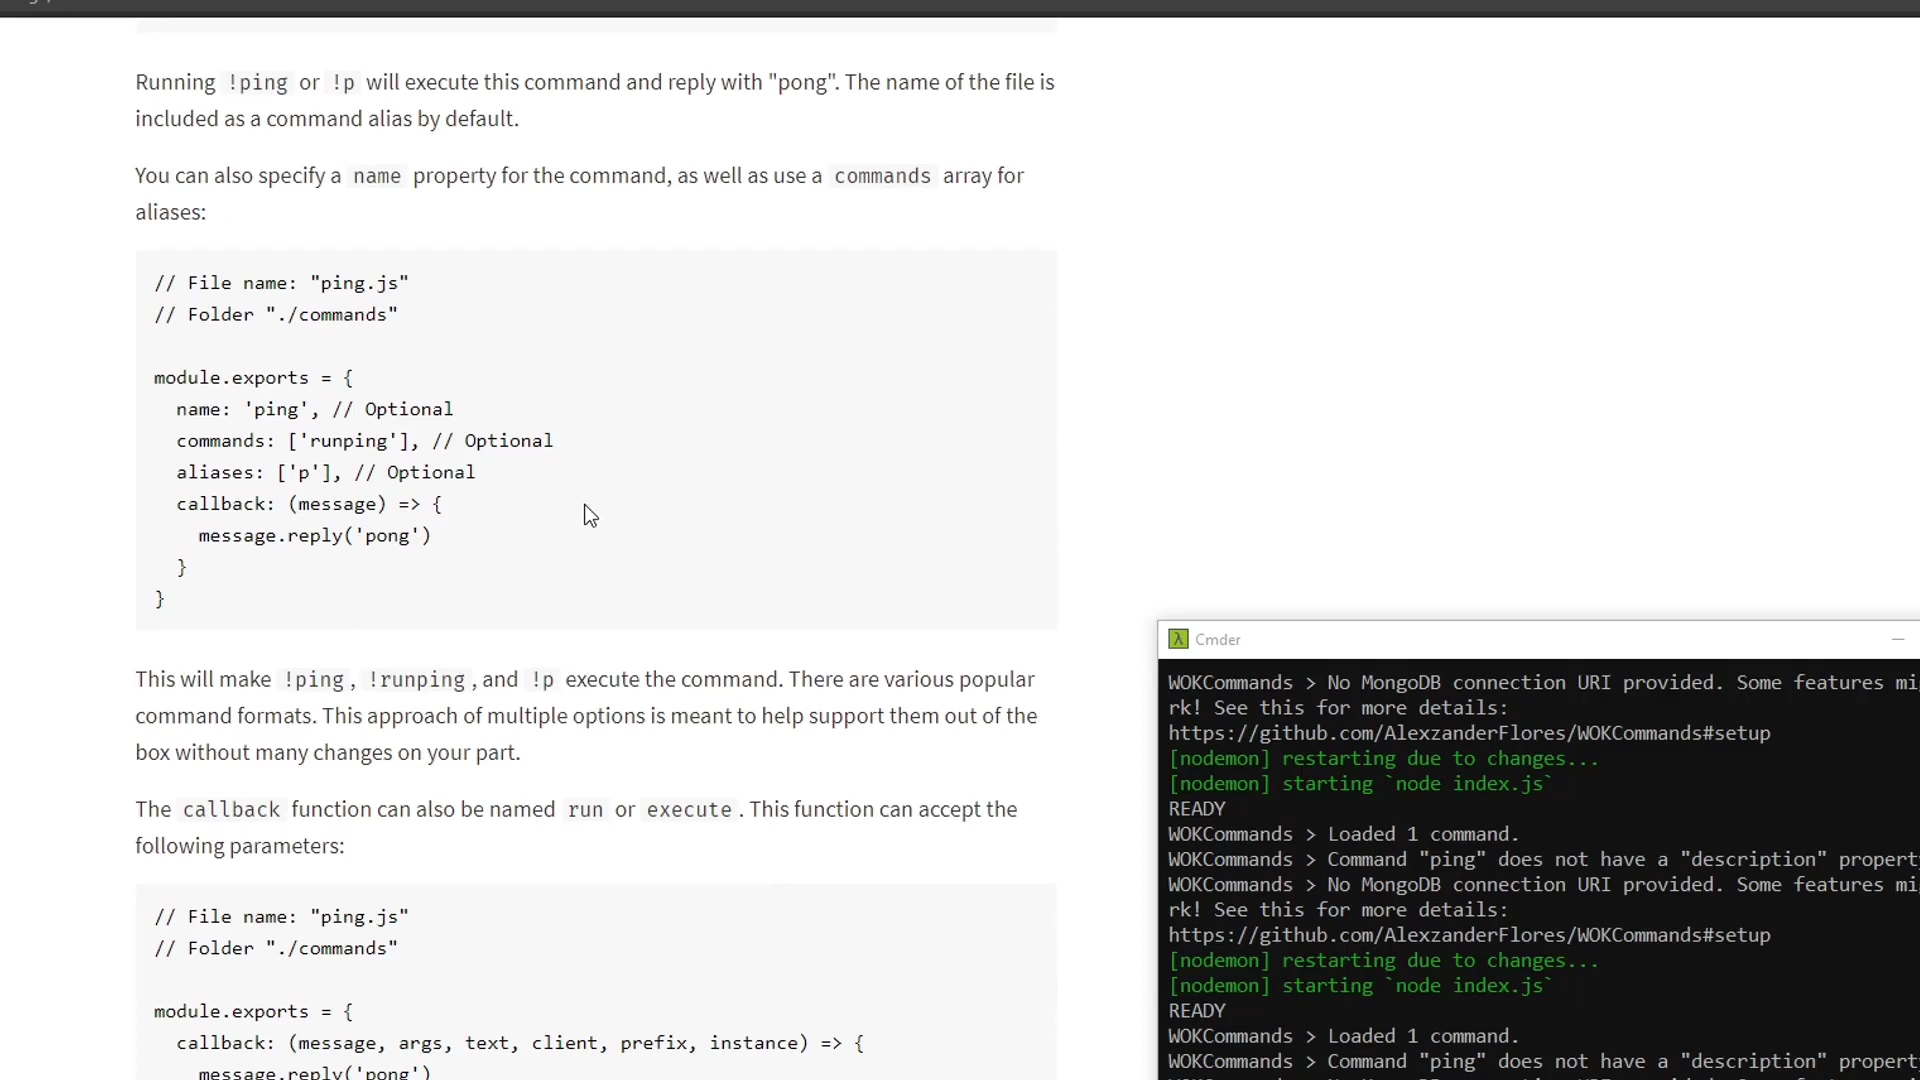 Running !ping or !p will execute this command and reply with "pong". The name of the file is
included as a command alias by default.
You can also specify a name property for the command, as well as use a commands array for
aliases:
// File name: "ping.js"
// Folder "./commands"
module.exports = {
name: 'ping', // Optional
commands: ['runping'], // Optional
aliases: ['p'], // Optional
callback: (message) => {
message.reply('pong')
}
}
This will make !ping, !runping, and !p execute the command. There are various popular
command formats. This approach of multiple options is meant to help support them out of the
box without many changes on your part.
The callback function can also be named run or execute. This function can accept the
following parameters:
// File name: "ping.js"
// Folder "./commands"
module.exports = {
callback: (message, args, text, client, prefix, instance) => {
message.reply('pong')
Cmder
WOKCommands > No MongoDB connection URI provided. Some features mi
rk! See this for more details:
https://github.com/AlexzanderFlores/WOKCommands#setup
[nodemon] restarting due to changes...
[nodemon] starting `node index.js`
READY
WOKCommands > Loaded 1 command.
WOKCommands > Command "ping" does not have a "description" property
WOKCommands > No MongoDB connection URI provided. Some features mi
rk! See this for more details:
https://github.com/AlexzanderFlores/WOKCommands#setup
[nodemon] restarting due to changes...
[nodemon] starting `node index.js`
READY
WOKCommands > Loaded 1 command.
WOKCommands > Command "ping" does not have a "description" property